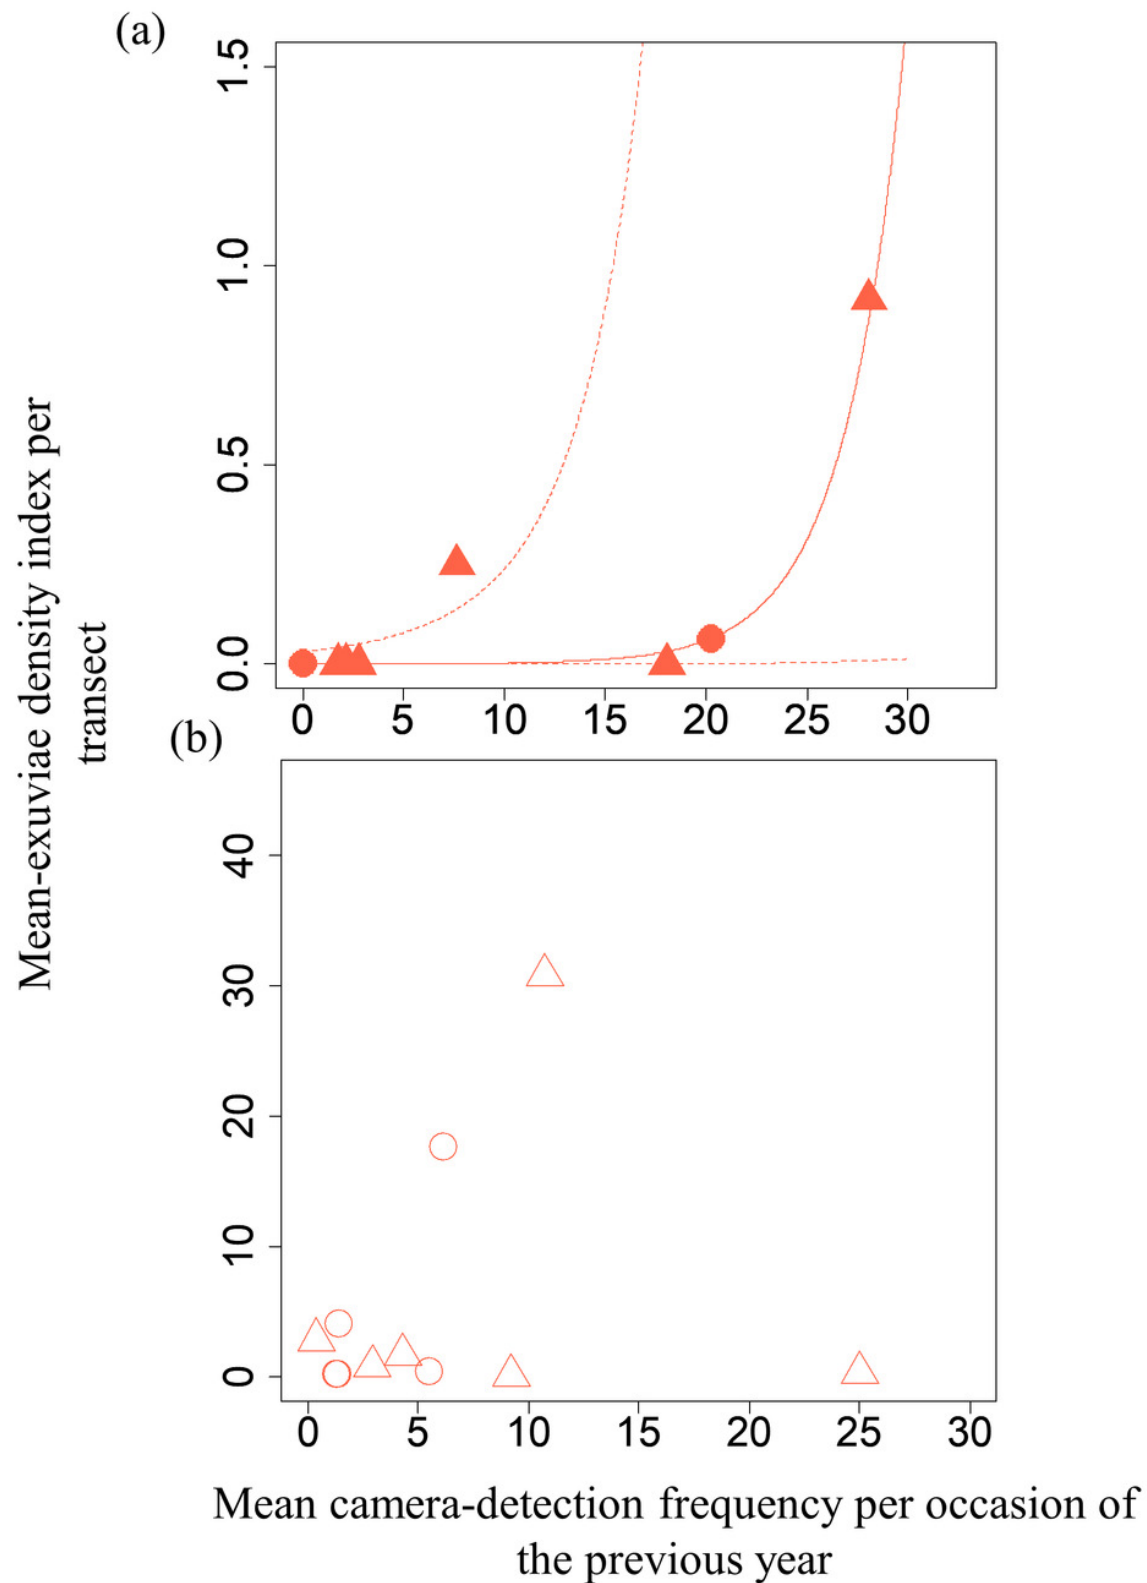 (a)
1.5
1.0
0.5
0.0
0 5 10 15 20 25 30
Mean-exuviae density index per
transect
(b)
40
30
20
10
0
0 5 10 15 20 25 30
Mean camera-detection frequency per occasion of
the previous year